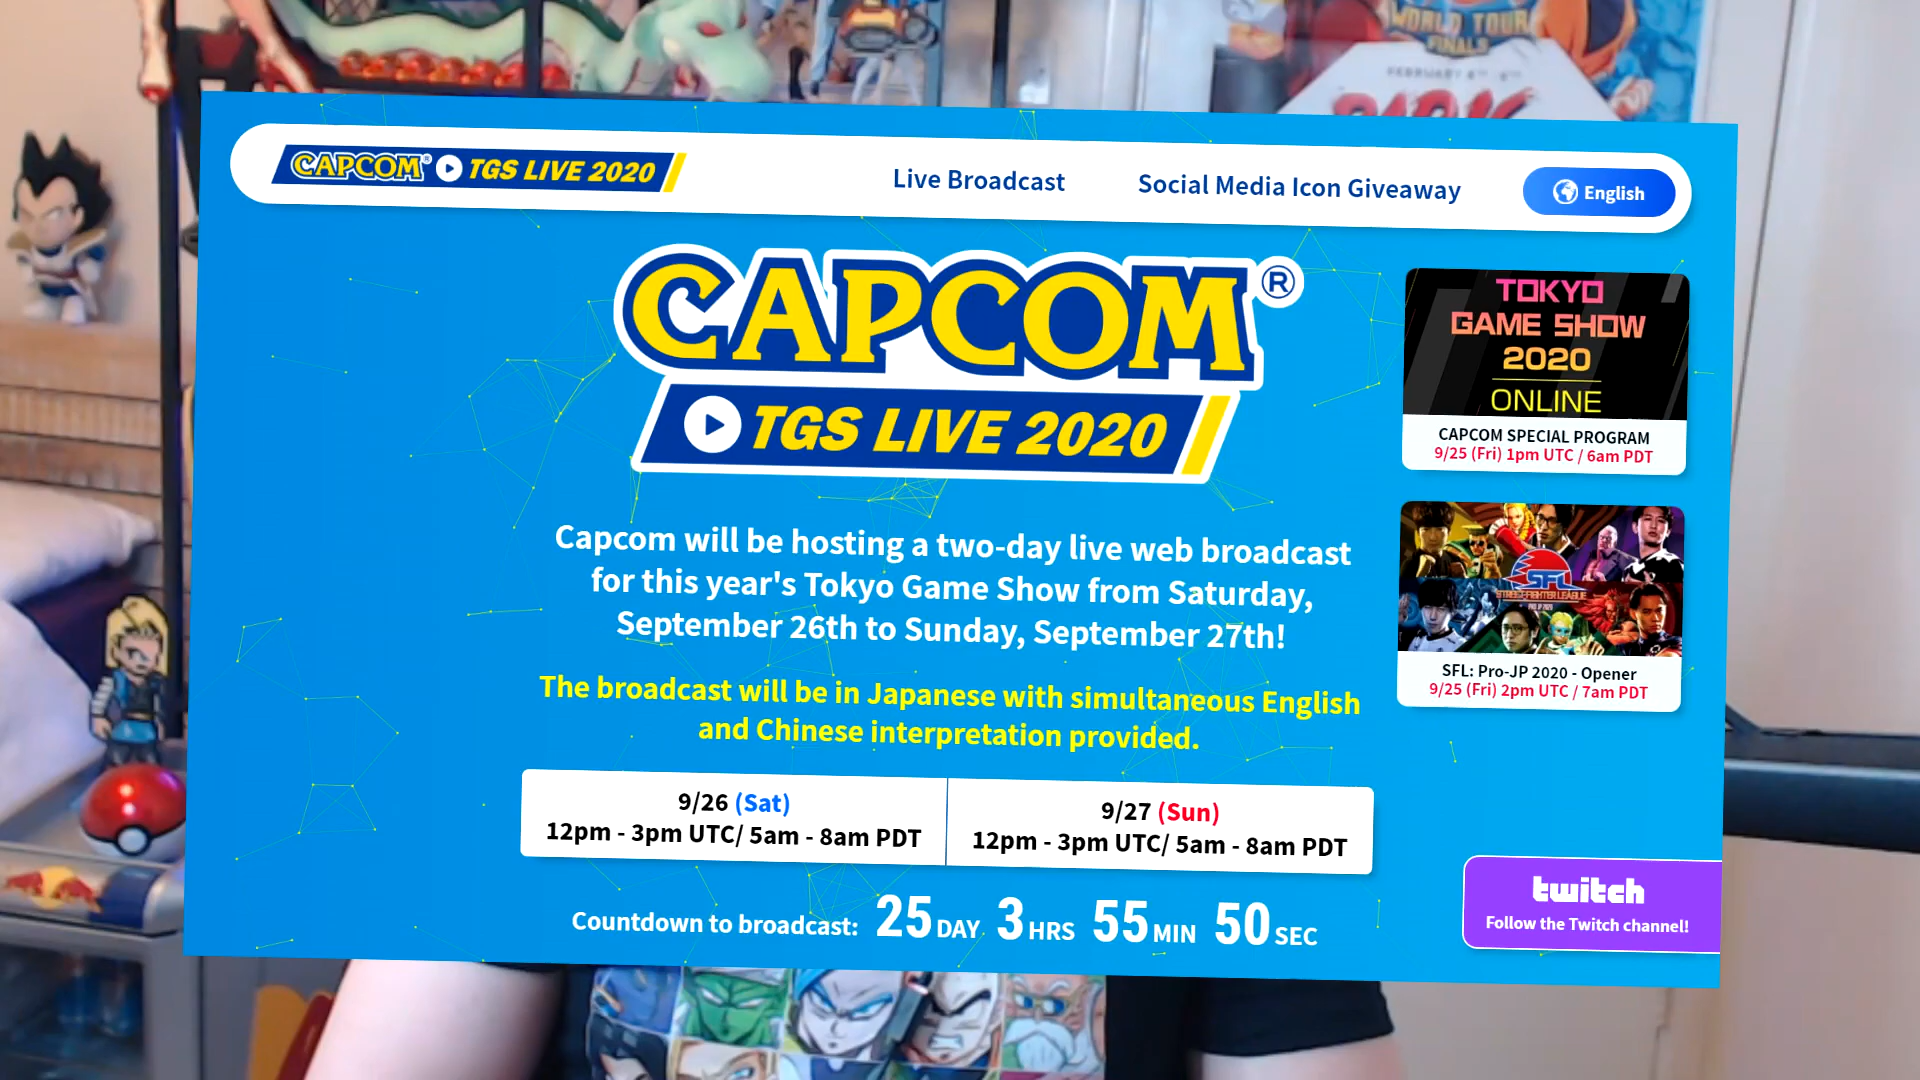 WORLD TOUR
FINALS
CAPCOM® TGS LIVE 2020
Live Broadcast
Social Media Icon Giveaway
English
CAPCOM®
TGS LIVE 2020
Capcom will be hosting a two-day live web broadcast
for this year's Tokyo Game Show from Saturday,
September 26th to Sunday, September 27th!
The broadcast will be in Japanese with simultaneous English
and Chinese interpretation provided.
9/26 (Sat)
12pm - 3pm UTC/ 5am - 8am PDT
9/27 (Sun)
12pm - 3pm UTC/ 5am - 8am PDT
Countdown to broadcast: 25 DAY 3 HRS 55 MIN 50 SEC
TOKYO
GAME SHOW
2020
ONLINE
CAPCOM SPECIAL PROGRAM
9/25 (Fri) 1pm UTC / 6am PDT
SFL
STREET FIGHTER LEAGUE
SFL: Pro-JP 2020 - Opener
9/25 (Fri) 2pm UTC / 7am PDT
twitch
Follow the Twitch channel!